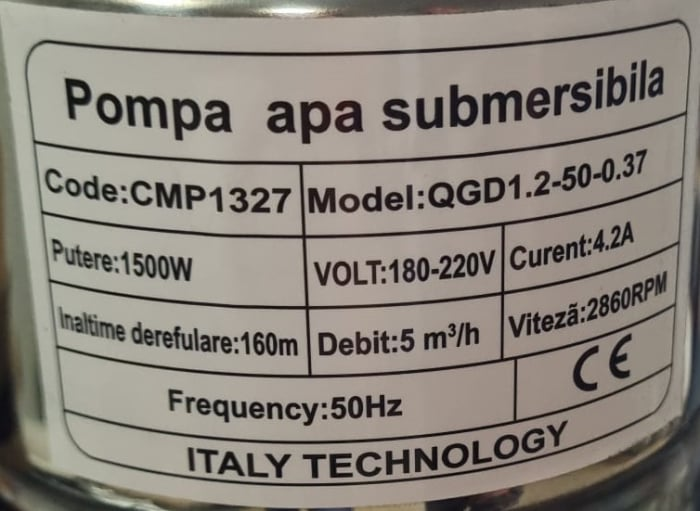 Pompa apa submersibila
Code:CMP1327 Model:QGD1.2-50-0.37
Putere:1500W VOLT:180-220V Curent:4.2A
Inaltime derefulare:160m Debit:5 m³/h Viteză:2860RPM
Frequency:50Hz CE
ITALY TECHNOLOGY